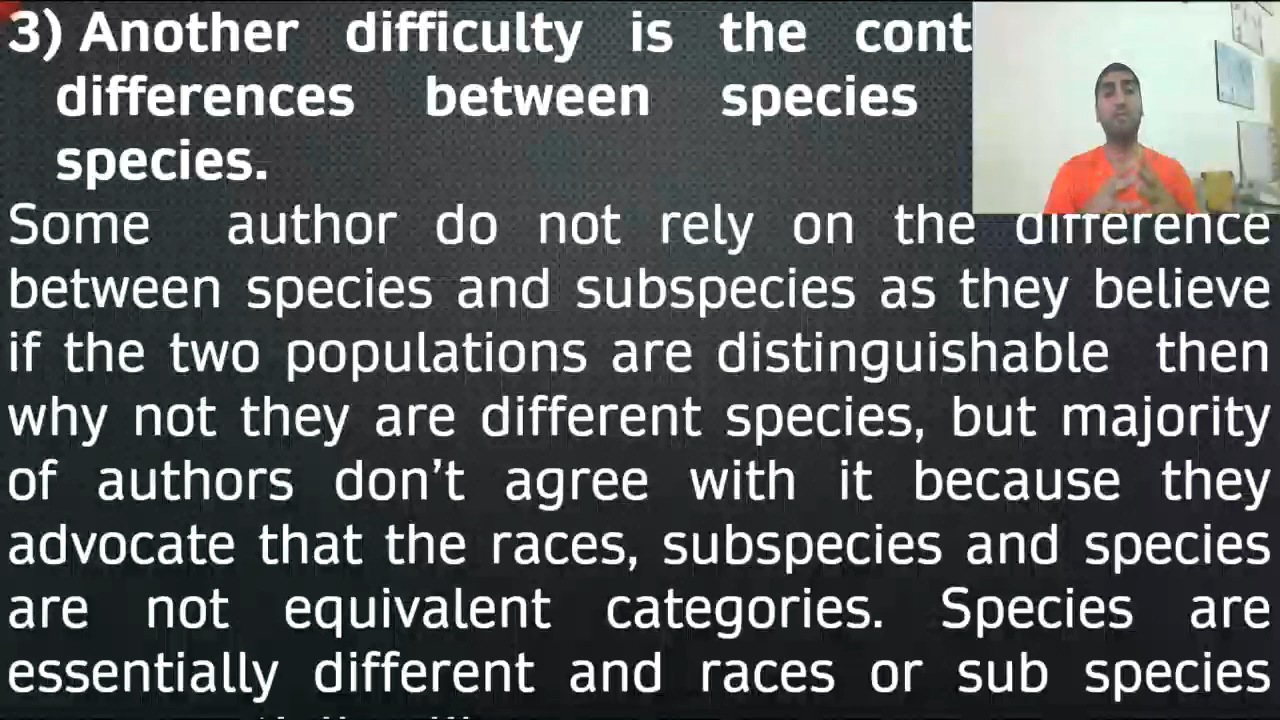 3) Another difficulty is the
differences between species
species.
Some author do not rely on the difference
between species and subspecies as they believe
if the two populations are distinguishable then
why not they are different species, but majority
of authors don't agree with it because they
advocate that the races, subspecies and species
are not equivalent categories. Species are
essentially different and races or sub species